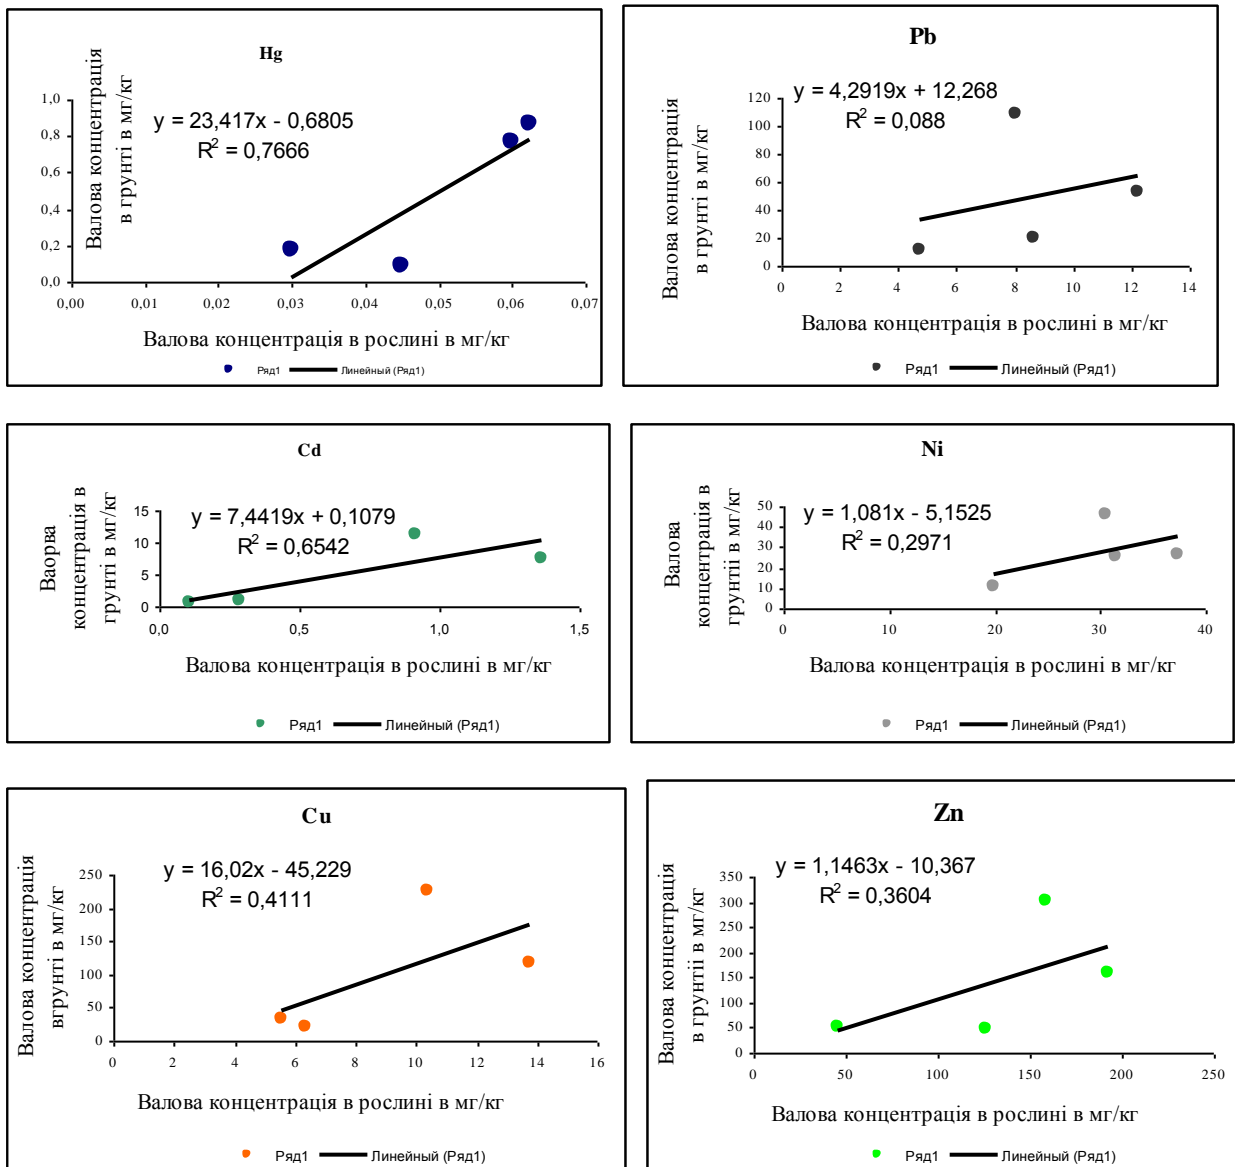 Hg
Валова концентрація
в грунті в мг/кг
y = 23,417x - 0,6805
R² = 0,7666
1,0
0,8
0,6
0,4
0,2
0,0
0,00 0,01 0,02 0,03 0,04 0,05 0,06 0,07
Валова концентрація в рослині в мг/кг
Ряд1 Линейный (Ряд1)
Pb
Валова концентрація
в грунті в мг/кг
y = 4,2919x + 12,268
R² = 0,088
120
100
80
60
40
20
0
0 2 4 6 8 10 12 14
Валова концентрація в рослині в мг/кг
Ряд1 Линейный (Ряд1)
Cd
Ваорва
концентрація в
грунті в мг/кг
y = 7,4419x + 0,1079
R² = 0,6542
15
10
5
0
0,0 0,5 1,0 1,5
Валова концентрація в рослині в мг/кг
Ряд1 Линейный (Ряд1)
Ni
Валова
концентрація в
грунтіі в мг/кг
y = 1,081x - 5,1525
R² = 0,2971
50
40
30
20
10
0
0 10 20 30 40
Валова концентрація в рослині в мг/кг
Ряд1 Линейный (Ряд1)
Cu
Валова концентрація
вгрунті в мг/кг
y = 16,02x - 45,229
R² = 0,4111
250
200
150
100
50
0
0 2 4 6 8 10 12 14 16
Валова концентрація в рослині в мг/кг
Ряд1 Линейный (Ряд1)
Zn
Валова концентрація
в грунтіі в мг/кг
y = 1,1463x - 10,367
R² = 0,3604
350
300
250
200
150
100
50
0
0 50 100 150 200 250
Валова концентрація в рослині в мг/кг
Ряд1 Линейный (Ряд1)